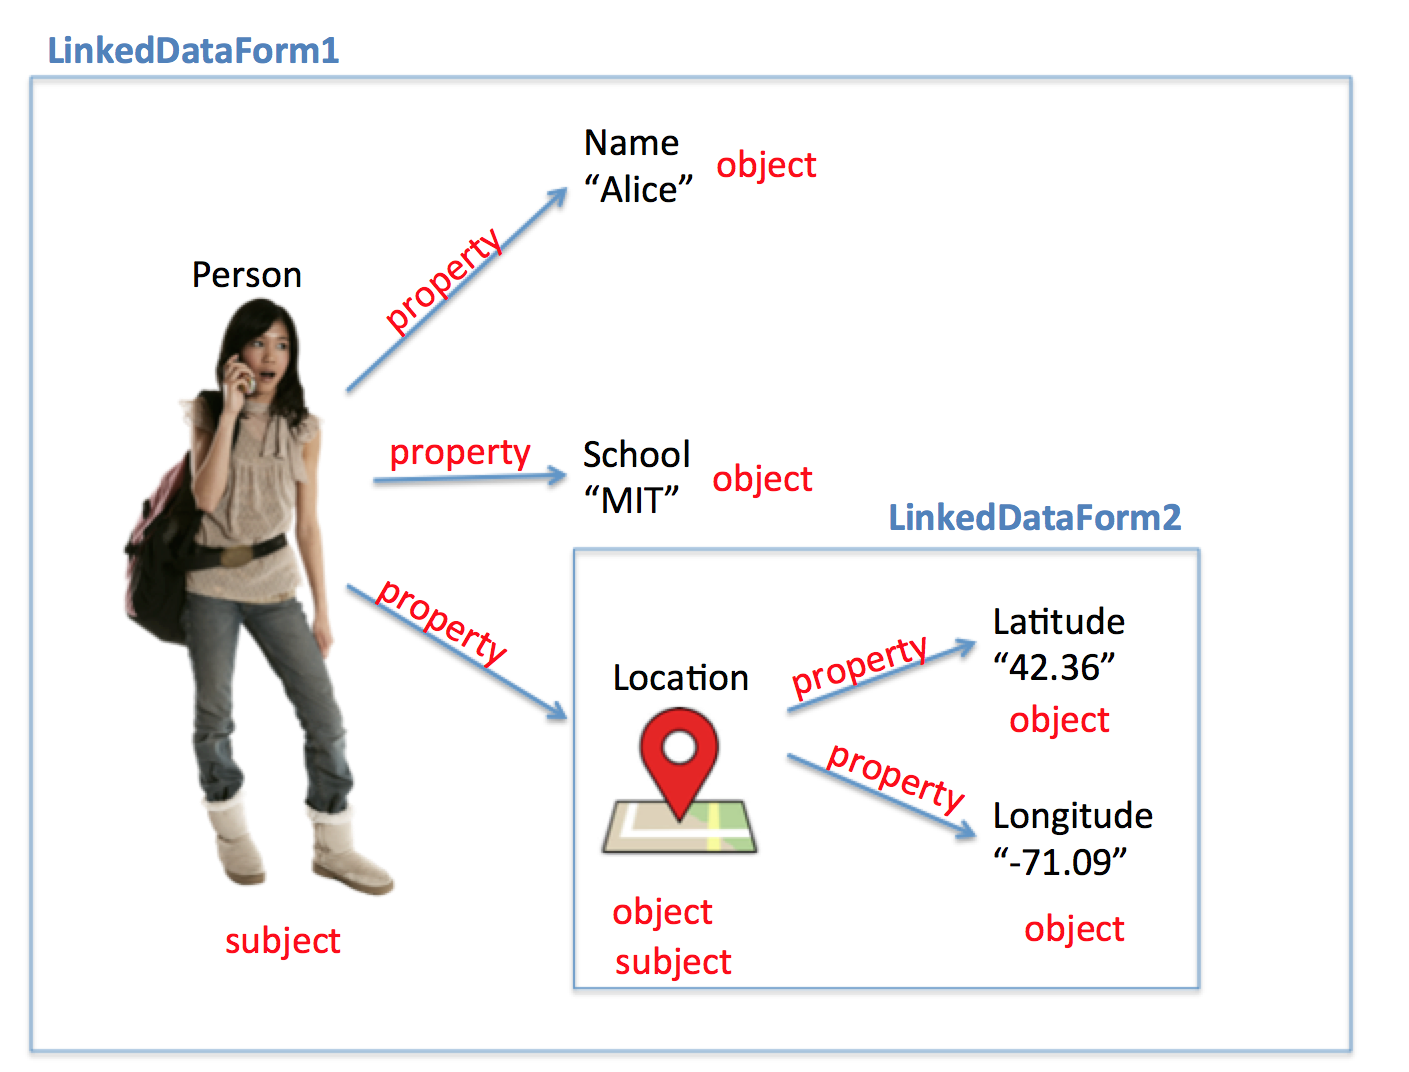 LinkedDataForm1
Name
“Alice”
object
property
Person
property
School
“MIT”
object
LinkedDataForm2
property
Location
property
Latitude
“42.36”
object
property
Longitude
“-71.09”
object
object
subject
subject